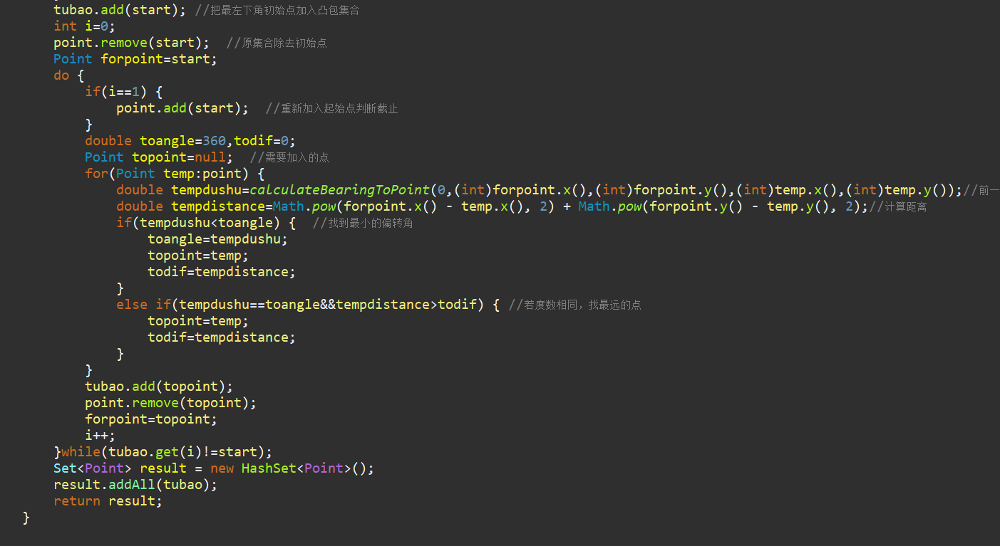 tubao.add(start); //把最左下角初始点加入凸包集合
int i=0;
point.remove(start); //原集合除去初始点
Point forpoint=start;
do {
if(i==1) {
point.add(start); //重新加入起始点判断截止
}
double toangle=360,todif=0;
Point topoint=null; //需要加入的点
for(Point temp:point) {
double tempdushu=calculateBearingToPoint(0,(int)forpoint.x(),(int)forpoint.y(),(int)temp.x(),(int)temp.y());//前一
double tempdistance=Math.pow(forpoint.x() - temp.x(), 2) + Math.pow(forpoint.y() - temp.y(), 2);//计算距离
if(tempdushu<toangle) { //找到最小的偏转角
toangle=tempdushu;
topoint=temp;
todif=tempdistance;
}
else if(tempdushu==toangle&&tempdistance>todif) { //若度数相同，找最远的点
topoint=temp;
todif=tempdistance;
}
}
tubao.add(topoint);
point.remove(topoint);
forpoint=topoint;
i++;
}while(tubao.get(i)!=start);
Set<Point> result = new HashSet<Point>();
result.addAll(tubao);
return result;
}